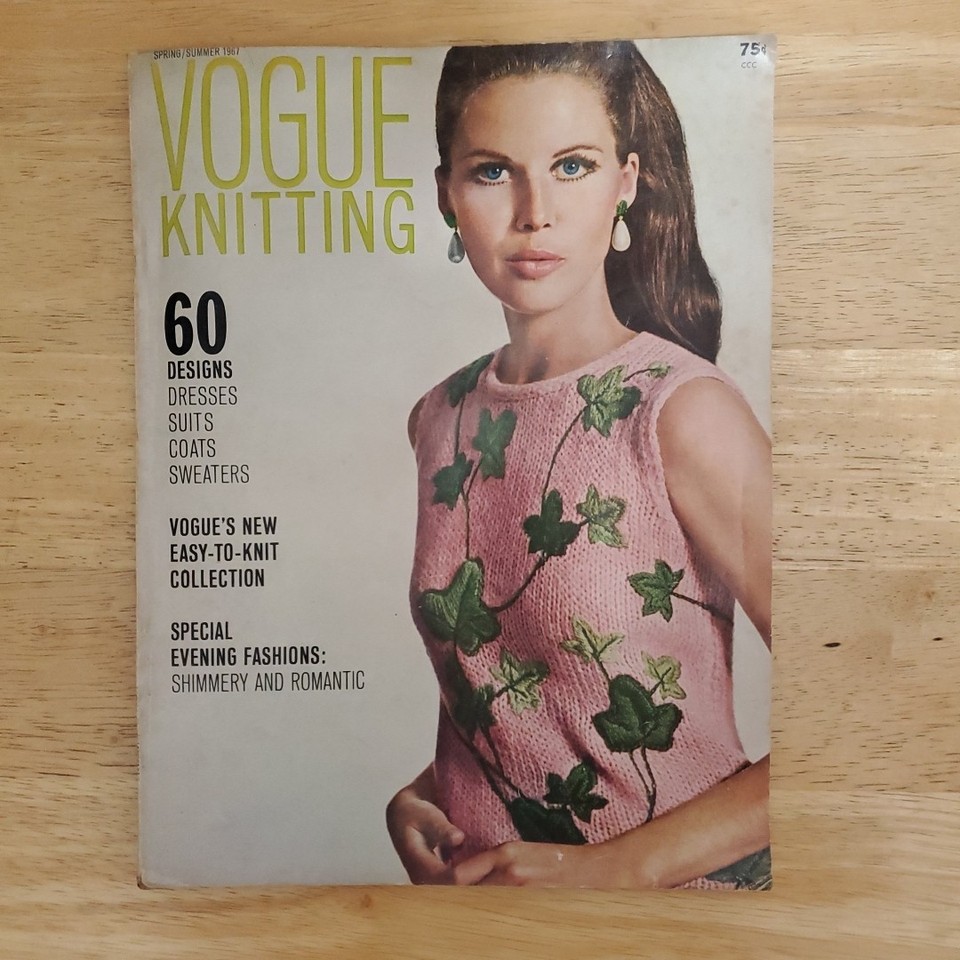 SPRING/SUMMER 1967
75¢
CCC
VOGUE
KNITTING
60
DESIGNS
DRESSES
SUITS
COATS
SWEATERS
VOGUE'S NEW
EASY-TO-KNIT
COLLECTION
SPECIAL
EVENING FASHIONS:
SHIMMERY AND ROMANTIC